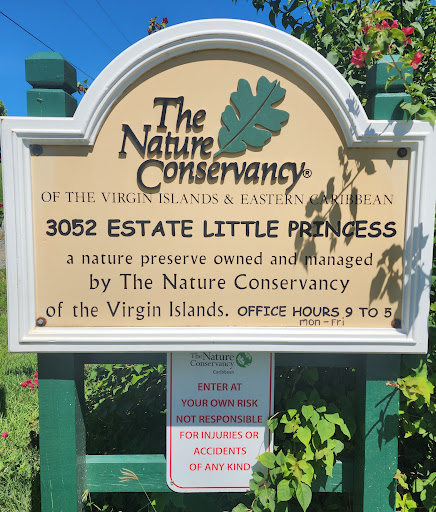 The
Nature
Conservancy®
OF THE VIRGIN ISLANDS & EASTERN CARIBBEAN
3052 ESTATE LITTLE PRINCESS
a nature preserve owned and managed
by The Nature Conservancy
of the Virgin Islands. OFFICE HOURS 9 TO 5
mon-Fri
The Nature
Conservancy
Caribbean
ENTER AT
YOUR OWN RISK
NOT RESPONSIBLE
FOR INJURIES OR
ACCIDENTS
OF ANY KIND